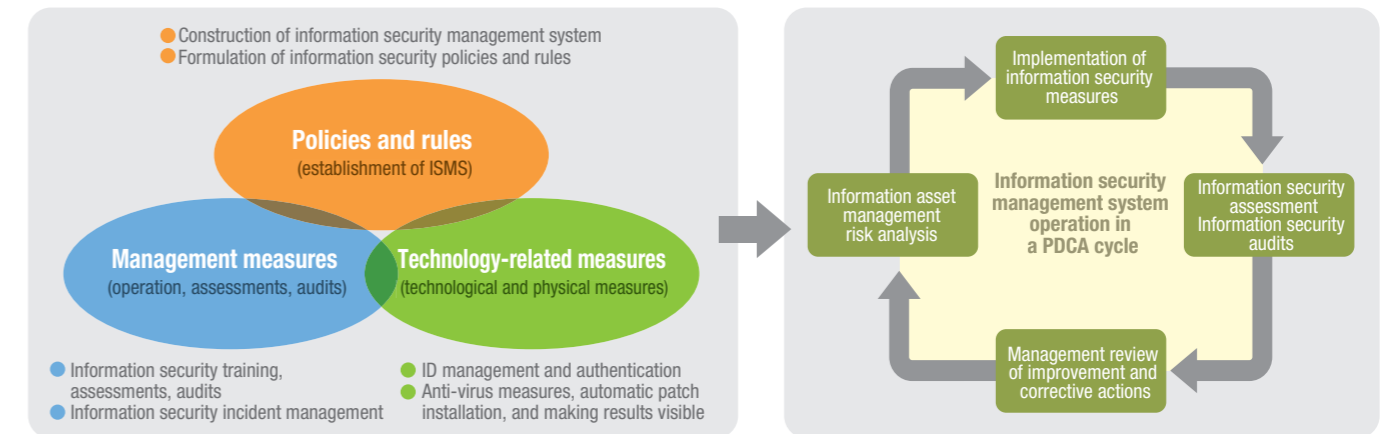 Construction of information security management system
Formulation of information security policies and rules
Policies and rules
(establishment of ISMS)
Management measures
(operation, assessments, audits)
Technology-related measures
(technological and physical measures)
Information security training,
assessments, audits
Information security incident management
ID management and authentication
Anti-virus measures, automatic patch
installation, and making results visible
Implementation of
information security
measures
Information asset
management
risk analysis
Information security
management system
operation in
a PDCA cycle
Information security
assessment
Information security
audits
Management review
of improvement and
corrective actions